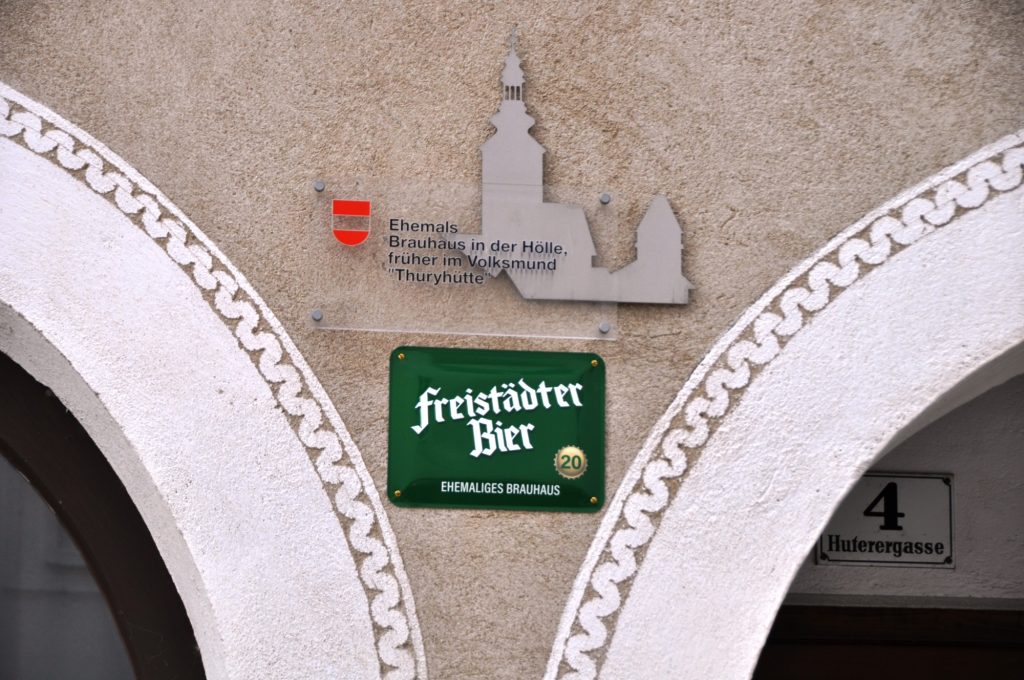 Ehemals
Brauhaus in der Hölle,
früher im Volksmund
"Thuryhütte"
Freistädter
Bier
20
EHEMALIGES BRAUHAUS
4
Huterergasse